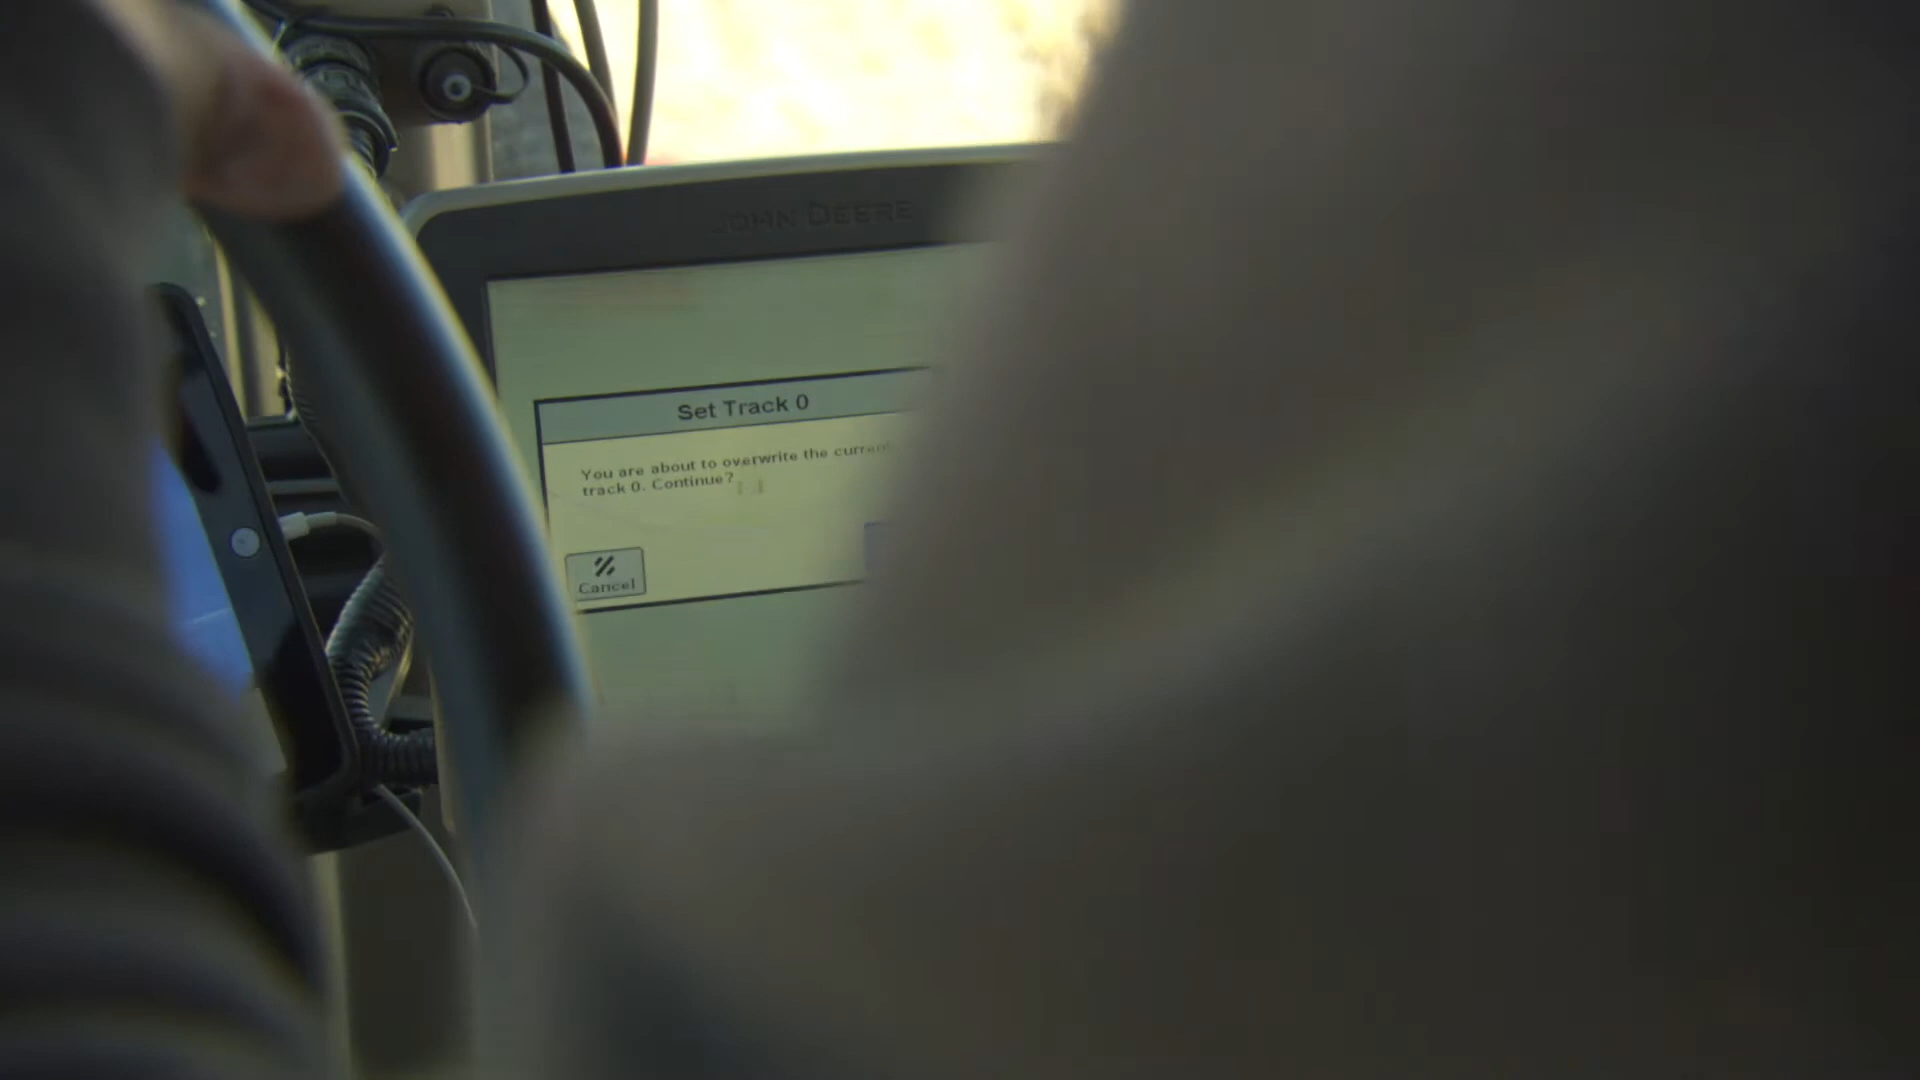 JOHN DEERE
Set Track 0
You are about to overwrite the current
track 0. Continue?
Cancel